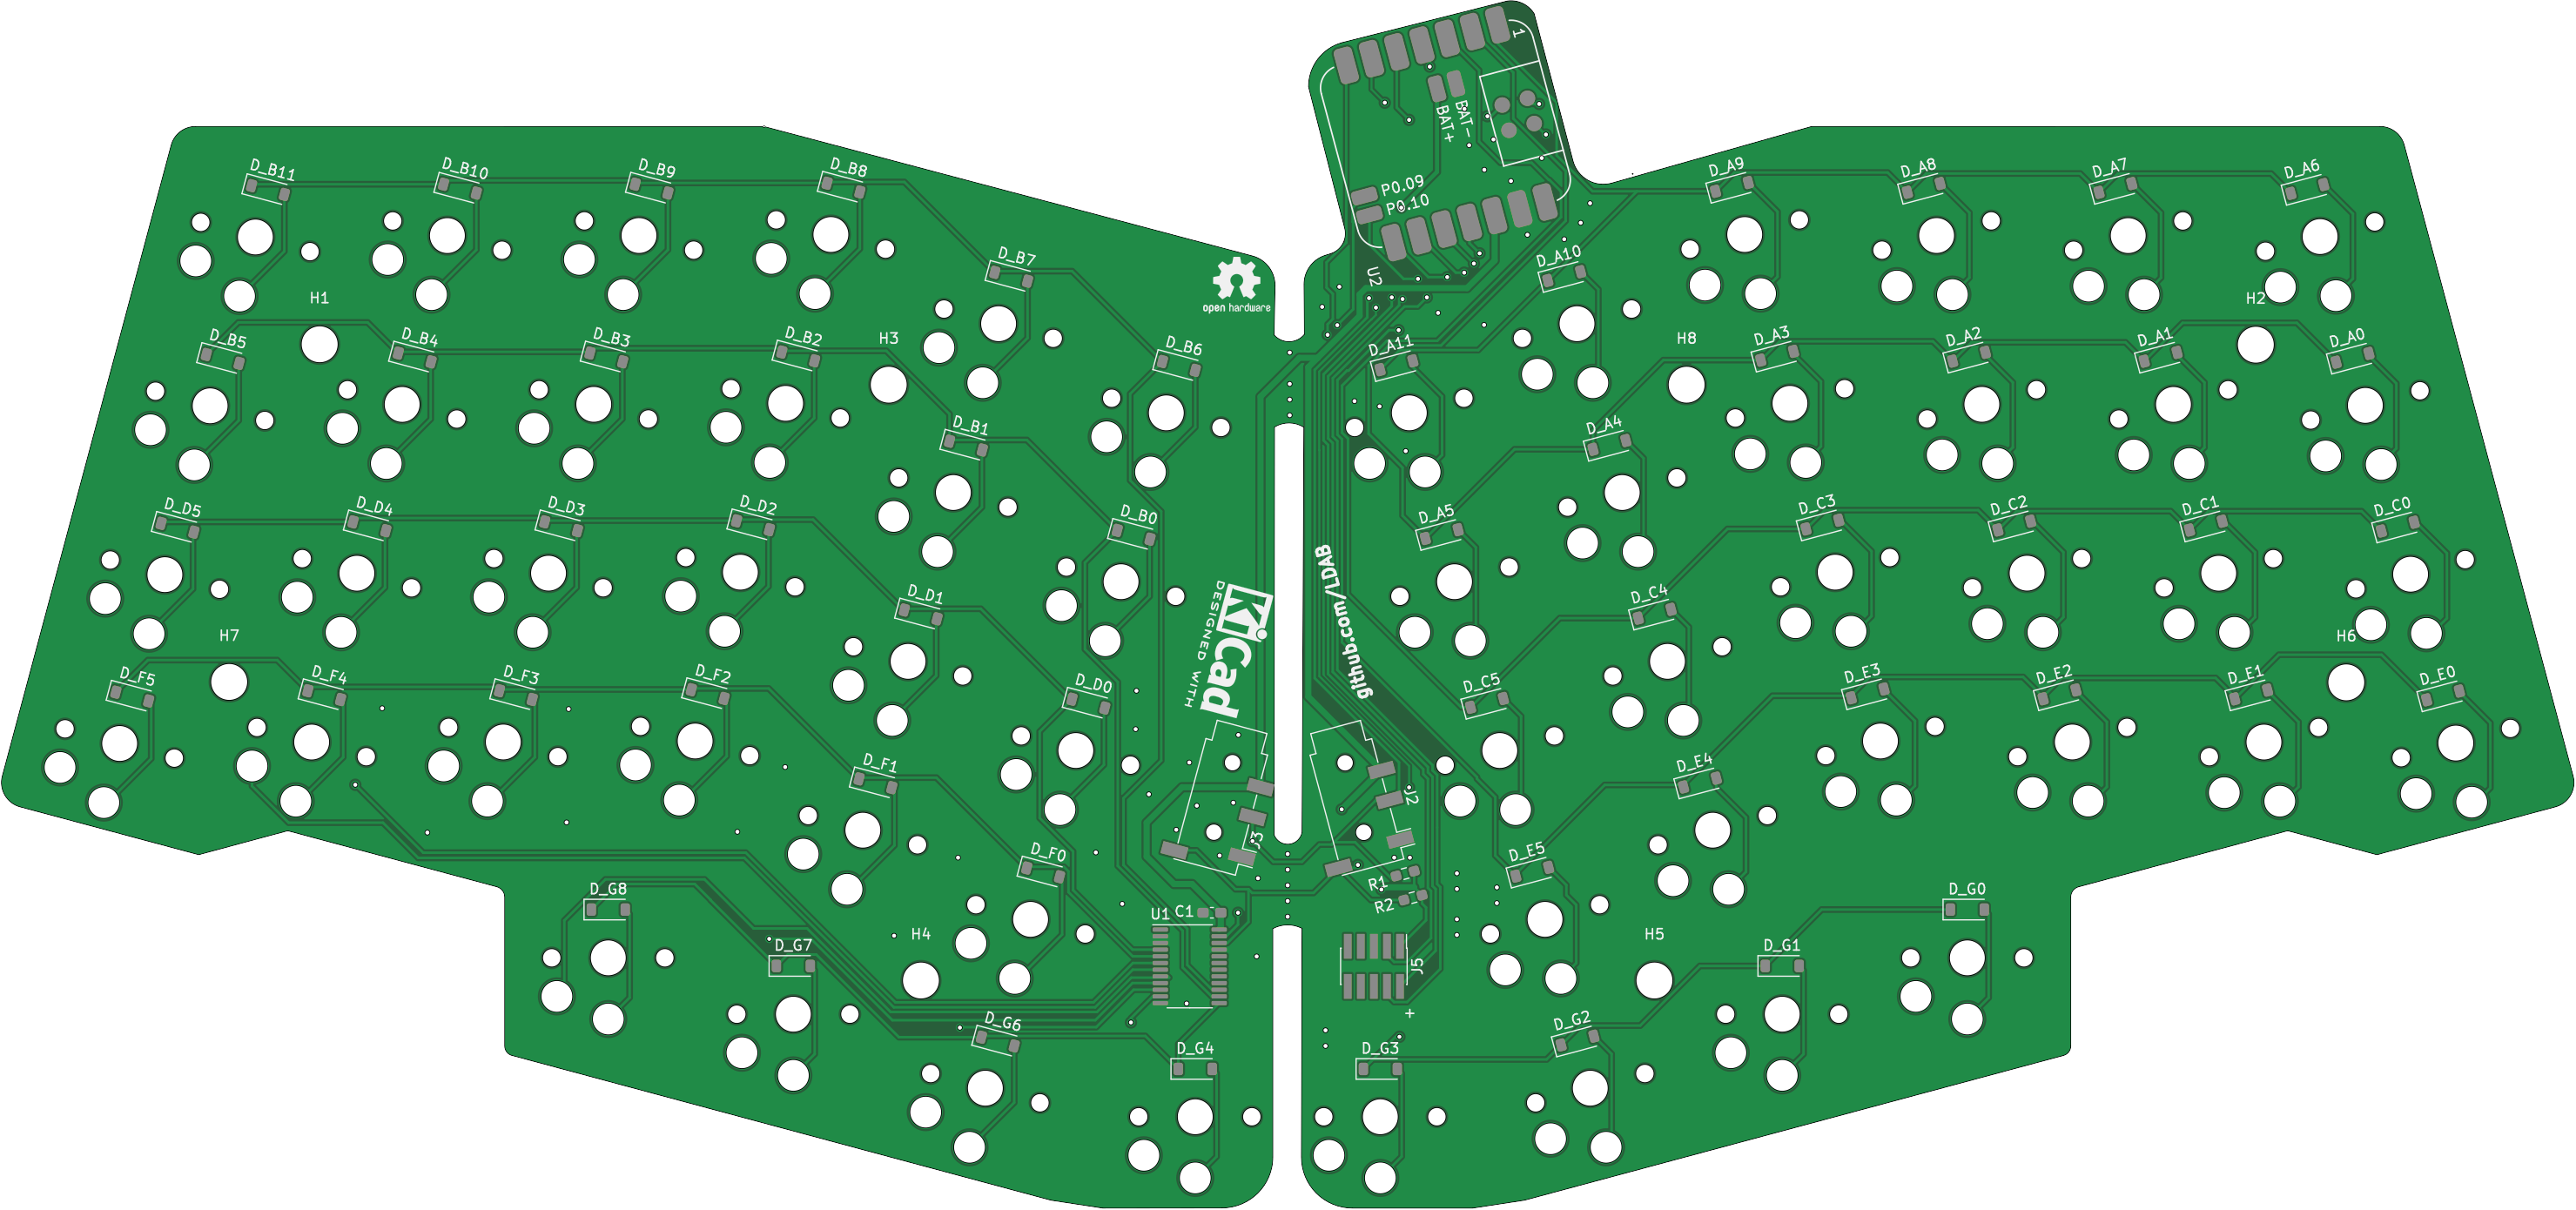 1
BAT-
BAT+
D_B11
D_B10
D_B9
D_B8
D_A9
D_A8
D_A7
D_A6
P0.09
P0.10
D_B7
D_A10
U2
open hardware
H1
H2
D_B5
D_B4
D_B3
D_B2
H3
D_B6
D_A11
H8
D_A3
D_A2
D_A1
D_A0
D_B1
D_A4
D_D5
D_D4
D_D3
D_D2
D_B0
D_A5
D_C3
D_C2
D_C1
D_C0
github.com/LDAB
DESIGNED WITH
KiCad
D_D1
D_C4
H7
H6
D_F5
D_F4
D_F3
D_F2
D_D0
D_C5
D_E3
D_E2
D_E1
D_E0
D_F1
D_E4
J2
J3
D_F0
D_E5
R1
R2
D_G8
D_G0
U1
C1
H4
H5
D_G7
D_G1
J5
+
D_G6
D_G2
D_G4
D_G3